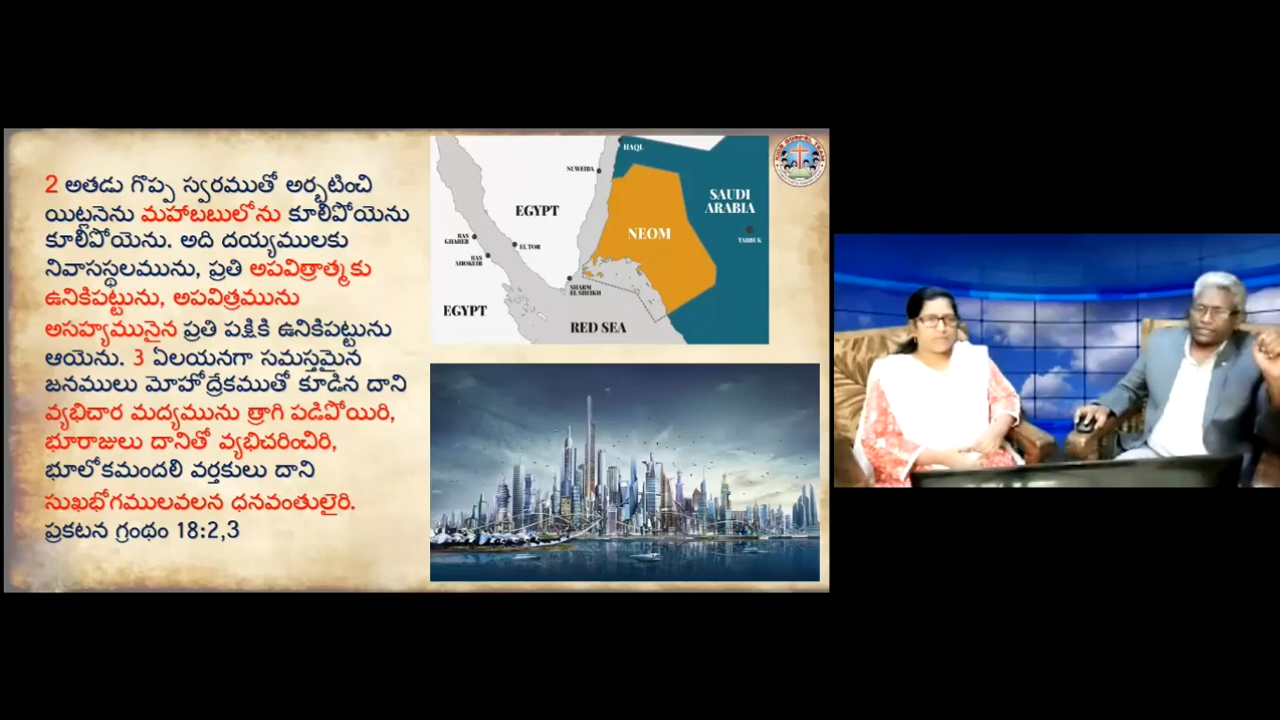 2 అతడు గొప్ప స్వరముతో అర్భటించి
యిట్లనెను మహాబబులోను కూలిపోయెను
కూలిపోయెను. అది దయ్యములకు
నివాసస్థలమును, ప్రతి అపవిత్రాత్మకు
ఉనికిపట్టును, అపవిత్రమును
అసహ్యమునైన ప్రతి పక్షికి ఉనికిపట్టును
ఆయెను. 3 ఏలయనగా సమస్తమైన
జనములు మోహోద్రేకముతో కూడిన దాని
వ్యభిచార మద్యమును త్రాగి పడిపోయిరి,
భూరాజులు దానితో వ్యభిచరించిరి,
భూలోకమందలి వర్తకులు దాని
సుఖభోగములవలన ధనవంతులైరి.
ప్రకటన గ్రంథం 18:2,3
HAQL
NUWEIBA
SAUDI
ARABIA
EGYPT
NEOM
TABUK
RAS
GHAREB
EL TOR
RAS
SHOKEIR
SHARM
EL SHEIKH
EGYPT
RED SEA
GOSPEL TEAM